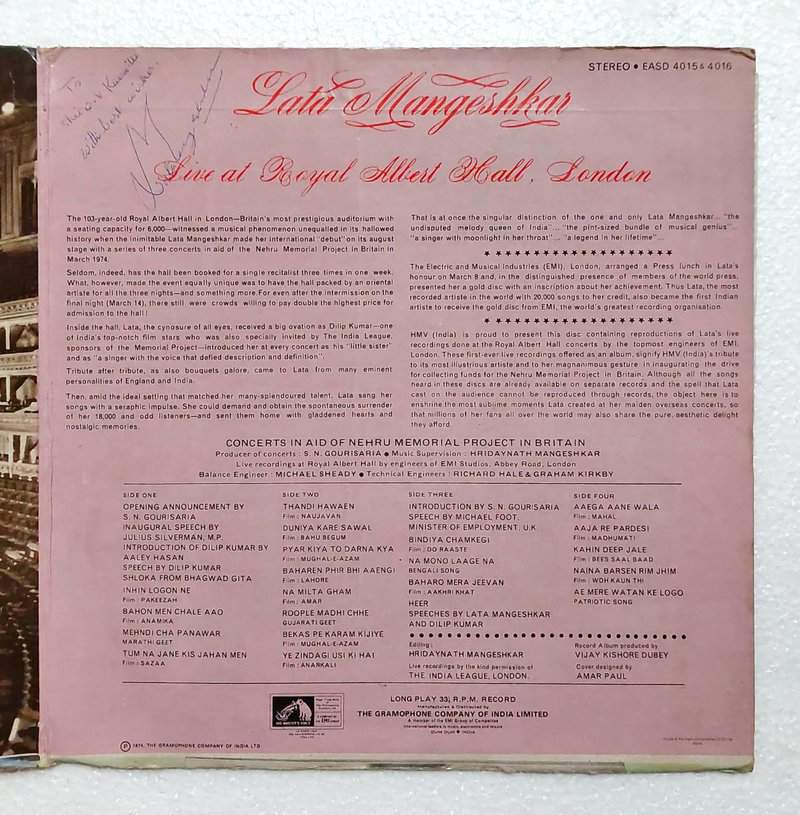 To
with best wishes
STEREO ● EASD 4015 & 4016
Lata Mangeshkar
Live at Royal Albert Hall, London
The 103-year-old Royal Albert Hall in London—Britain's most prestigious auditorium with
a seating capacity for 6,000—witnessed a musical phenomenon unequalled in its hallowed
history when the inimitable Lata Mangeshkar made her international "debut" on its august
stage with a series of three concerts in aid of the Nehru Memorial Project in Britain in
March 1974.
Seldom, indeed, has the hall been booked for a single recitalist three times in one week.
What, however, made the event equally unique was to have the hall packed by an oriental
artiste for all the three nights—and something more. For even after the intermission on the
final night (March 14), there still were crowds willing to pay double the highest price for
admission to the hall!
Inside the hall, Lata, the cynosure of all eyes, received a big ovation as Dilip Kumar—one
of India's top-notch film stars who was also specially invited by The India League,
sponsors of the Memorial Project—introduced her at every concert as his "little sister"
and as "a singer with the voice that defied description and definition".
Tribute after tribute, as also bouquets galore, came to Lata from many eminent
personalities of England and India.
Then, amid the ideal setting that matched her many-splendoured talent, Lata sang her
songs with a seraphic impulse. She could demand and obtain the spontaneous surrender
of her 18,000 and odd listeners—and sent them home with gladdened hearts and
nostalgic memories.
That is at once the singular distinction of the one and only Lata Mangeshkar... "the
undisputed melody queen of India"... "the pint-sized bundle of musical genius"...
"a singer with moonlight in her throat"... "a legend in her lifetime"...
The Electric and Musical Industries (EMI), London, arranged a Press lunch in Lata's
honour on March 8 and, in the distinguished presence of members of the world press,
presented her a gold disc with an inscription about her achievement. Thus Lata, the most
recorded artiste in the world with 20,000 songs to her credit, also became the first Indian
artiste to receive the gold disc from EMI, the world's greatest recording organisation.
HMV (India) is proud to present this disc containing reproductions of Lata's live
recordings done at the Royal Albert Hall concerts by the topmost engineers of EMI,
London. These first-ever live recordings offered as an album, signify HMV (India)'s tribute
to its most illustrious artiste and to her magnanimous gesture in inaugurating the drive
for collecting funds for the Nehru Memorial Project in Britain. Although all the songs
heard in these discs are already available on separate records and the spell that Lata
cast on the audience cannot be reproduced through records, the object here is to
enshrine the most sublime moments Lata created at her maiden overseas concerts, so
that millions of her fans all over the world may also share the pure, aesthetic delight
they afford.
CONCERTS IN AID OF NEHRU MEMORIAL PROJECT IN BRITAIN
Producer of concerts : S. N. GOURISARIA ● Music Supervision : HRIDAYNATH MANGESHKAR
Live recordings at Royal Albert Hall by engineers of EMI Studios, Abbey Road, London
Balance Engineer : MICHAEL SHEADY ● Technical Engineers : RICHARD HALE & GRAHAM KIRKBY
SIDE ONE
OPENING ANNOUNCEMENT BY
S. N. GOURISARIA
INAUGURAL SPEECH BY
JULIUS SILVERMAN, M.P.
INTRODUCTION OF DILIP KUMAR BY
AALEY HASAN
SPEECH BY DILIP KUMAR
SHLOKA FROM BHAGWAD GITA
INHIN LOGON NE
Film : PAKEEZAH
BAHON MEN CHALE AAO
Film : ANAMIKA
MEHNDI CHA PANAWAR
MARATHI GEET
TUM NA JANE KIS JAHAN MEN
Film : SAZAA
SIDE TWO
THANDI HAWAEN
Film : NAUJAVAN
DUNIYA KARE SAWAL
Film : BAHU BEGUM
PYAR KIYA TO DARNA KYA
Film : MUGHAL-E-AZAM
BAHAREN PHIR BHI AAENGI
Film : LAHORE
NA MILTA GHAM
Film : AMAR
ROOPLE MADHI CHHE
GUJARATI GEET
BEKAS PE KARAM KIJIYE
Film : MUGHAL-E-AZAM
YE ZINDAGI USI KI HAI
Film : ANARKALI
SIDE THREE
INTRODUCTION BY S. N. GOURISARIA
SPEECH BY MICHAEL FOOT,
MINISTER OF EMPLOYMENT, U.K.
BINDIYA CHAMKEGI
Film : DO RAASTE
NA MONO LAAGE NA
BENGALI SONG
BAHARO MERA JEEVAN
Film : AAKHRI KHAT
HEER
SPEECHES BY LATA MANGESHKAR
AND DILIP KUMAR
SIDE FOUR
AAEGA AANE WALA
Film : MAHAL
AAJA RE PARDESI
Film : MADHUMATI
KAHIN DEEP JALE
Film : BEES SAAL BAAD
NAINA BARSEN RIM JHIM
Film : WOH KAUN THI
AE MERE WATAN KE LOGO
PATRIOTIC SONG
Editing :
HRIDAYNATH MANGESHKAR
Live recordings by the kind permission of
THE INDIA LEAGUE, LONDON.
Record Album produced by
VIJAY KISHORE DUBEY
Cover designed by
AMAR PAUL
HIS MASTER'S VOICE
EMI
LONG PLAY 33⅓ R.P.M. RECORD
Manufactured & Distributed by
THE GRAMOPHONE COMPANY OF INDIA LIMITED
A member of the EMI Group of Companies
International leaders in music, electronics and leisure
DUM DUM ● INDIA
Ⓟ 1974, THE GRAMOPHONE COMPANY OF INDIA LTD